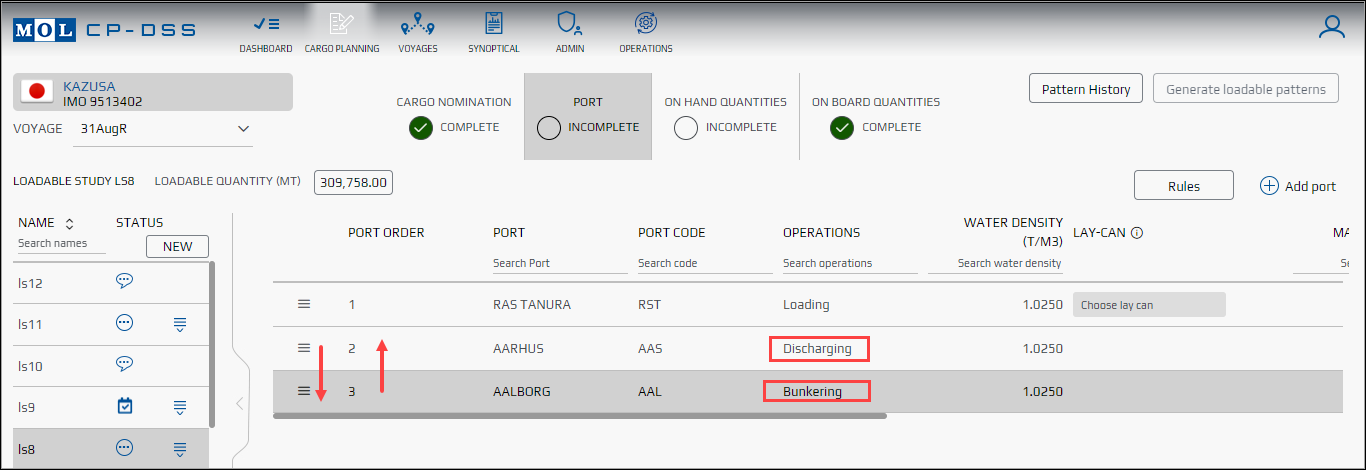 MOL CP-DSS
DASHBOARD CARGO PLANNING VOYAGES SYNOPTICAL ADMIN OPERATIONS
KAZUSA
IMO 9513402
VOYAGE 31AugR
CARGO NOMINATION
COMPLETE
PORT
INCOMPLETE
ON HAND QUANTITIES
INCOMPLETE
ON BOARD QUANTITIES
COMPLETE
Pattern History Generate loadable patterns
LOADABLE STUDY LS8 LOADABLE QUANTITY (MT) 309,758.00
Rules Add port
NAME STATUS
Search names NEW
ls12
ls11
ls10
ls9
ls8
PORT ORDER PORT PORT CODE OPERATIONS WATER DENSITY (T/M3) LAY-CAN MA
Search Port Search code Search operations Search water density Se
1 RAS TANURA RST Loading 1.0250 Choose lay can
2 AARHUS AAS Discharging 1.0250
3 AALBORG AAL Bunkering 1.0250